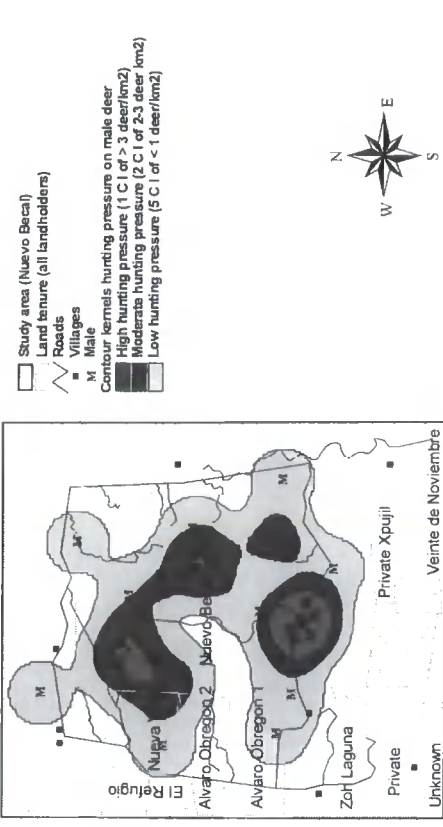 Study area (Nuevo Becal)
Land tenure (all landholders)
Roads
Villages
M Male
Contour kernels hunting pressure on male deer
High hunting pressure (1 C I of > 3 deer/km2)
Moderate hunting pressure (2 C I of 2-3 deer km2)
Low hunting pressure (5 C I of < 1 deer/km2)
N
W
E
S
M
M
M
M
M
M
M
M
M
El Refugio
Nueva
Alvaro Obregon 2
Nuevo Be
Alvaro Obregon 1
Zoh Laguna
Private Xpujil
Private
Unknown
Veinte de Noviembre